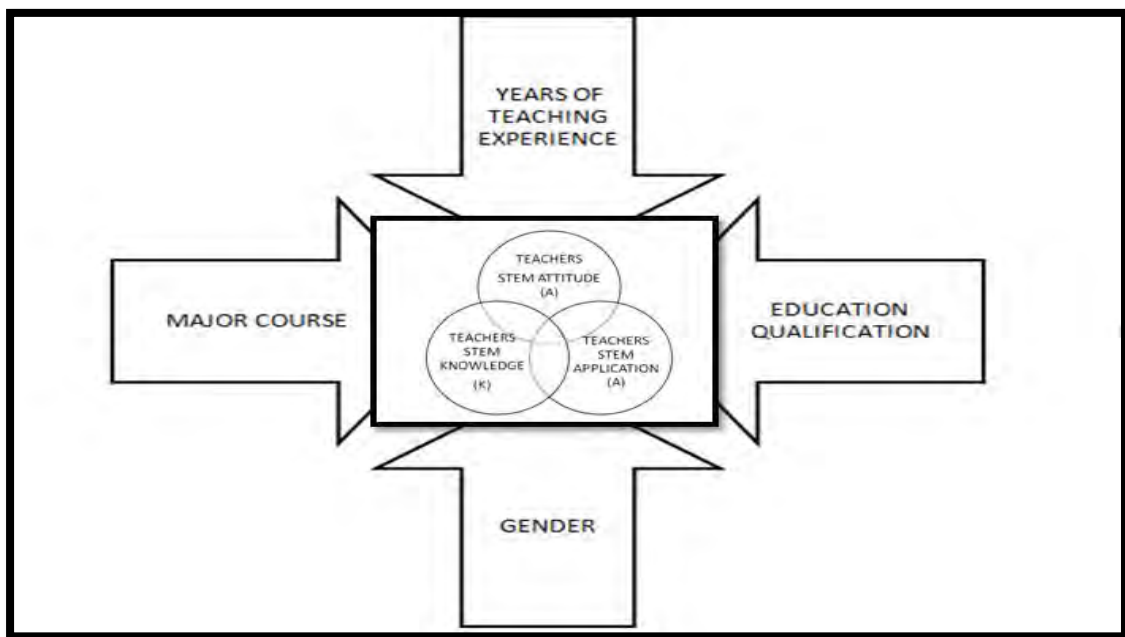 YEARS OF
TEACHING
EXPERIENCE
MAJOR COURSE
TEACHERS
STEM ATTITUDE
(A)
TEACHERS
STEM
KNOWLEDGE
(K)
TEACHERS
STEM
APPLICATION
(A)
EDUCATION
QUALIFICATION
GENDER